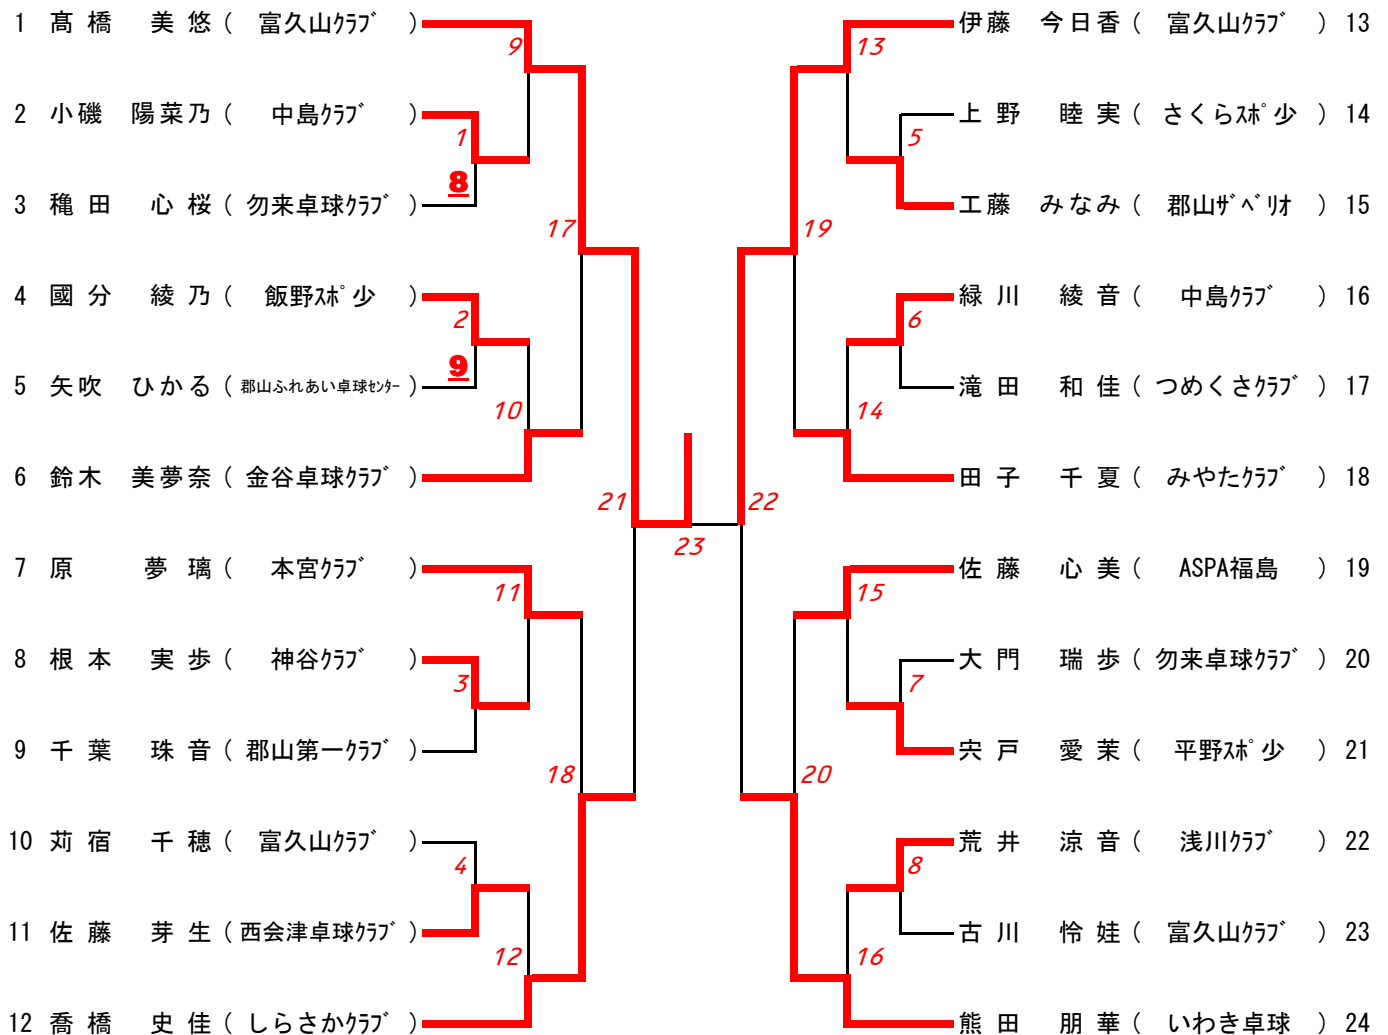 1 髙橋 美悠 ( 富久山ｸﾗﾌﾞ )
9
2 小磯 陽菜乃 ( 中島ｸﾗﾌﾞ )
1
8
3 穐田 心桜 ( 勿来卓球ｸﾗﾌﾞ )
17
4 國分 綾乃 ( 飯野ｽﾎﾟ少 )
2
9
5 矢吹 ひかる ( 郡山ふれあい卓球ｾﾝﾀｰ )
10
6 鈴木 美夢奈 ( 金谷卓球ｸﾗﾌﾞ )
21
7 原 夢璃 ( 本宮ｸﾗﾌﾞ )
11
8 根本 実歩 ( 神谷ｸﾗﾌﾞ )
3
9 千葉 珠音 ( 郡山第一ｸﾗﾌﾞ )
18
10 苅宿 千穂 ( 富久山ｸﾗﾌﾞ )
4
11 佐藤 芽生 ( 西会津卓球ｸﾗﾌﾞ )
12
12 喬橋 史佳 ( しらさかｸﾗﾌﾞ )
23
伊藤 今日香 ( 富久山ｸﾗﾌﾞ ) 13
13
上野 睦実 ( さくらｽﾎﾟ少 ) 14
5
工藤 みなみ ( 郡山ｻﾞﾍﾞﾘｵ ) 15
19
緑川 綾音 ( 中島ｸﾗﾌﾞ ) 16
6
滝田 和佳 ( つめくさｸﾗﾌﾞ ) 17
14
田子 千夏 ( みやたｸﾗﾌﾞ ) 18
22
佐藤 心美 ( ASPA福島 ) 19
15
大門 瑞歩 ( 勿来卓球ｸﾗﾌﾞ ) 20
7
宍戸 愛茉 ( 平野ｽﾎﾟ少 ) 21
20
荒井 涼音 ( 浅川ｸﾗﾌﾞ ) 22
8
古川 怜娃 ( 富久山ｸﾗﾌﾞ ) 23
16
熊田 朋華 ( いわき卓球 ) 24